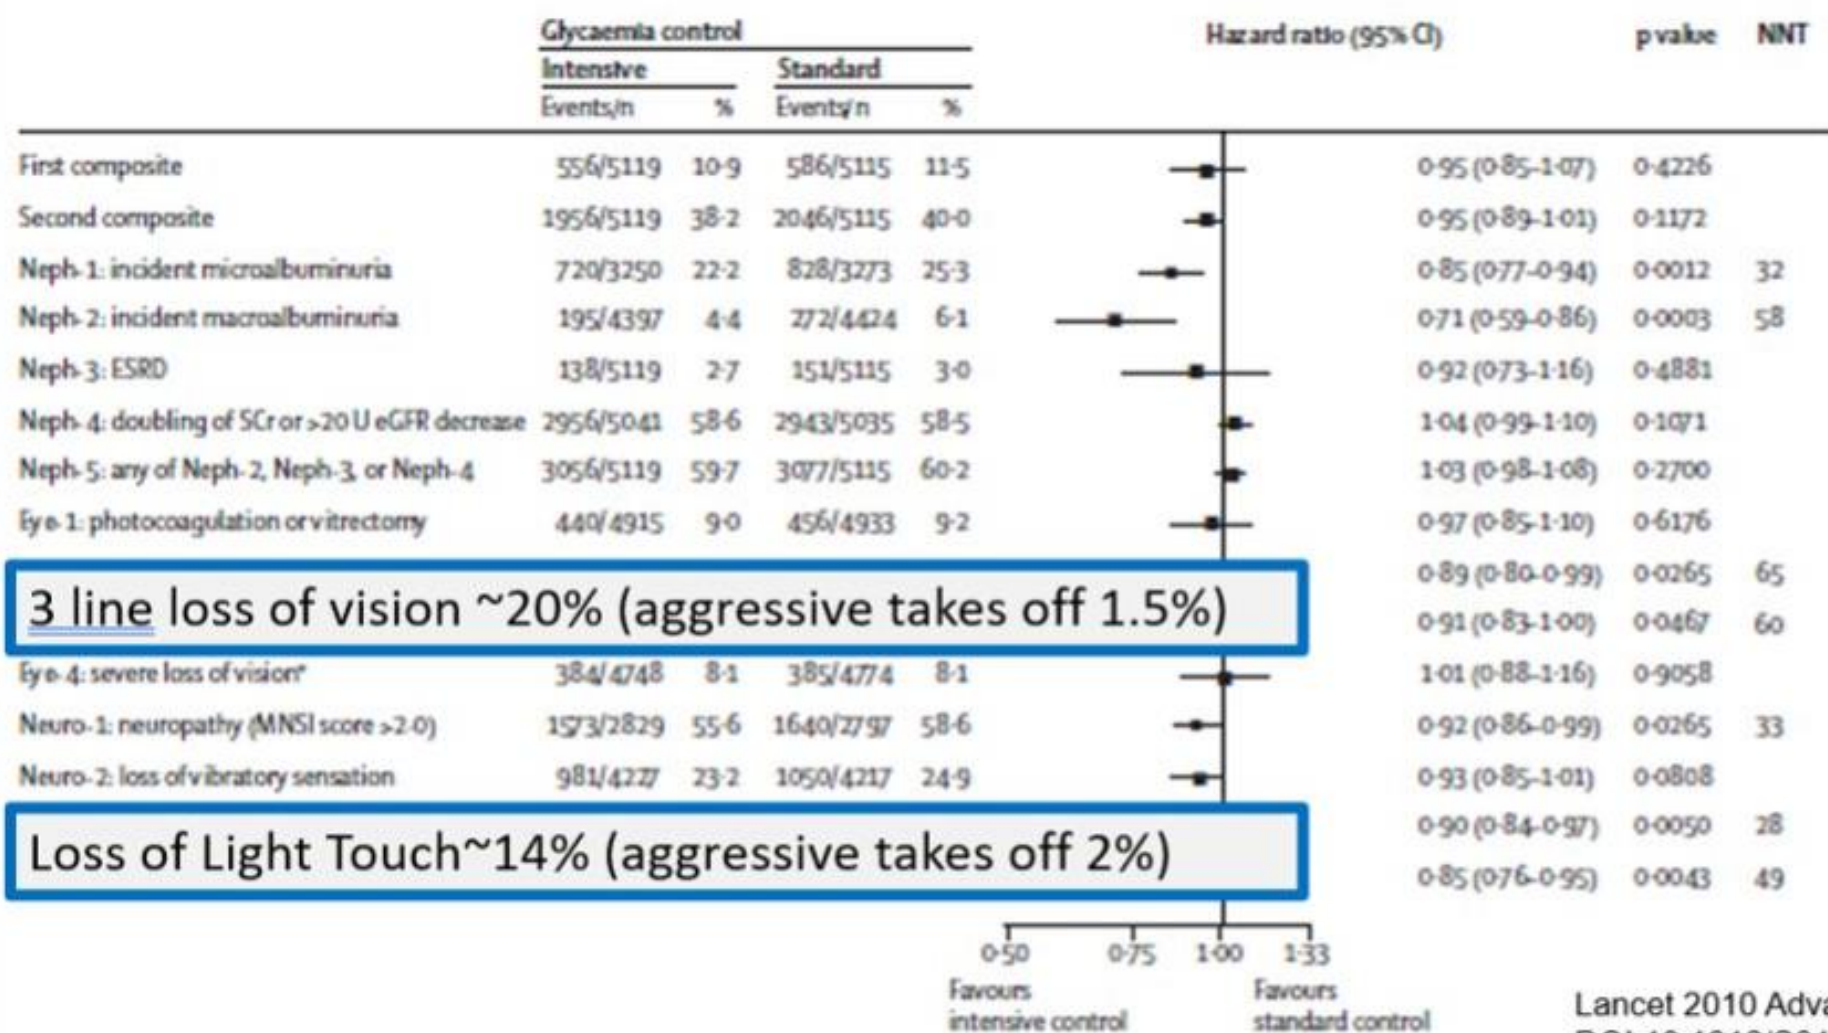 Glycaemia control Hazard ratio (95% CI) p value NNT
Intensive Standard
Events/n % Events/n %
First composite 556/5119 10·9 586/5115 11·5 0·95 (0·85–1·07) 0·4226
Second composite 1956/5119 38·2 2046/5115 40·0 0·95 (0·89–1·01) 0·1172
Neph-1: incident microalbuminuria 720/3250 22·2 828/3273 25·3 0·85 (0·77–0·94) 0·0012 32
Neph-2: incident macroalbuminuria 195/4397 4·4 272/4424 6·1 0·71 (0·59–0·86) 0·0003 58
Neph-3: ESRD 138/5119 2·7 151/5115 3·0 0·92 (0·73–1·16) 0·4881
Neph-4: doubling of SCr or >20 U eGFR decrease 2956/5041 58·6 2943/5035 58·5 1·04 (0·99–1·10) 0·1071
Neph-5: any of Neph-2, Neph-3, or Neph-4 3056/5119 59·7 3077/5115 60·2 1·03 (0·98–1·08) 0·2700
Eye-1: photocoagulation or vitrectomy 440/4915 9·0 456/4933 9·2 0·97 (0·85–1·10) 0·6176
0·89 (0·80–0·99) 0·0265 65
3 line loss of vision ~20% (aggressive takes off 1.5%)
0·91 (0·83–1·00) 0·0467 60
Eye-4: severe loss of vision* 384/4748 8·1 385/4774 8·1 1·01 (0·88–1·16) 0·9058
Neuro-1: neuropathy (MNSI score >2·0) 1573/2829 55·6 1640/2797 58·6 0·92 (0·86–0·99) 0·0265 33
Neuro-2: loss of vibratory sensation 981/4227 23·2 1050/4217 24·9 0·93 (0·85–1·01) 0·0808
0·90 (0·84–0·97) 0·0050 28
Loss of Light Touch~14% (aggressive takes off 2%)
0·85 (0·76–0·95) 0·0043 49
0·50 0·75 1·00 1·33
Favours Favours
intensive control standard control
Lancet 2010 Adva